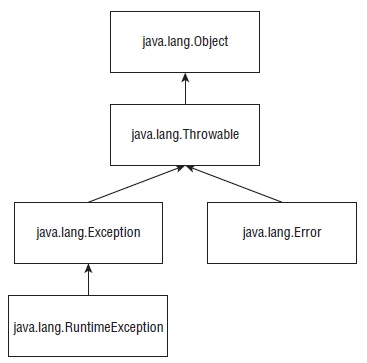 java.lang.Object
java.lang.Throwable
java.lang.Exception
java.lang.Error
java.lang.RuntimeException